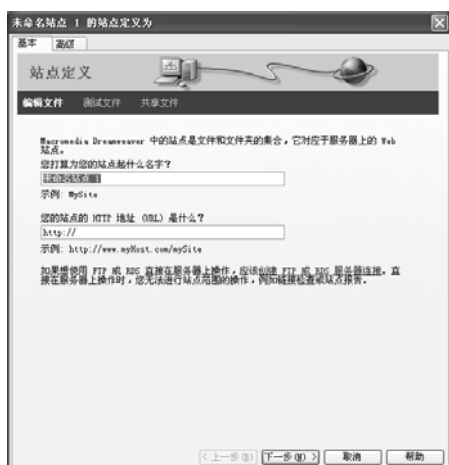 未命名站点 1 的站点定义为
基本 高级
站点定义
编辑文件 测试文件 共享文件
Macromedia Dreamweaver 中的站点是文件和文件夹的集合，它对应于服务器上的 Web
站点。
您打算为您的站点起什么名字？
未命名站点 1
示例: MySite
您的站点的 HTTP 地址 (URL) 是什么？
http://
示例: http://www.myHost.com/mySite
如果想使用 FTP 或 RDS 直接在服务器上操作，应该创建 FTP 或 RDS 服务器连接。直
接在服务器上操作时，您无法进行站点范围的操作，例如链接检查或站点报告。
< 上一步(B) 下一步(N) > 取消 帮助